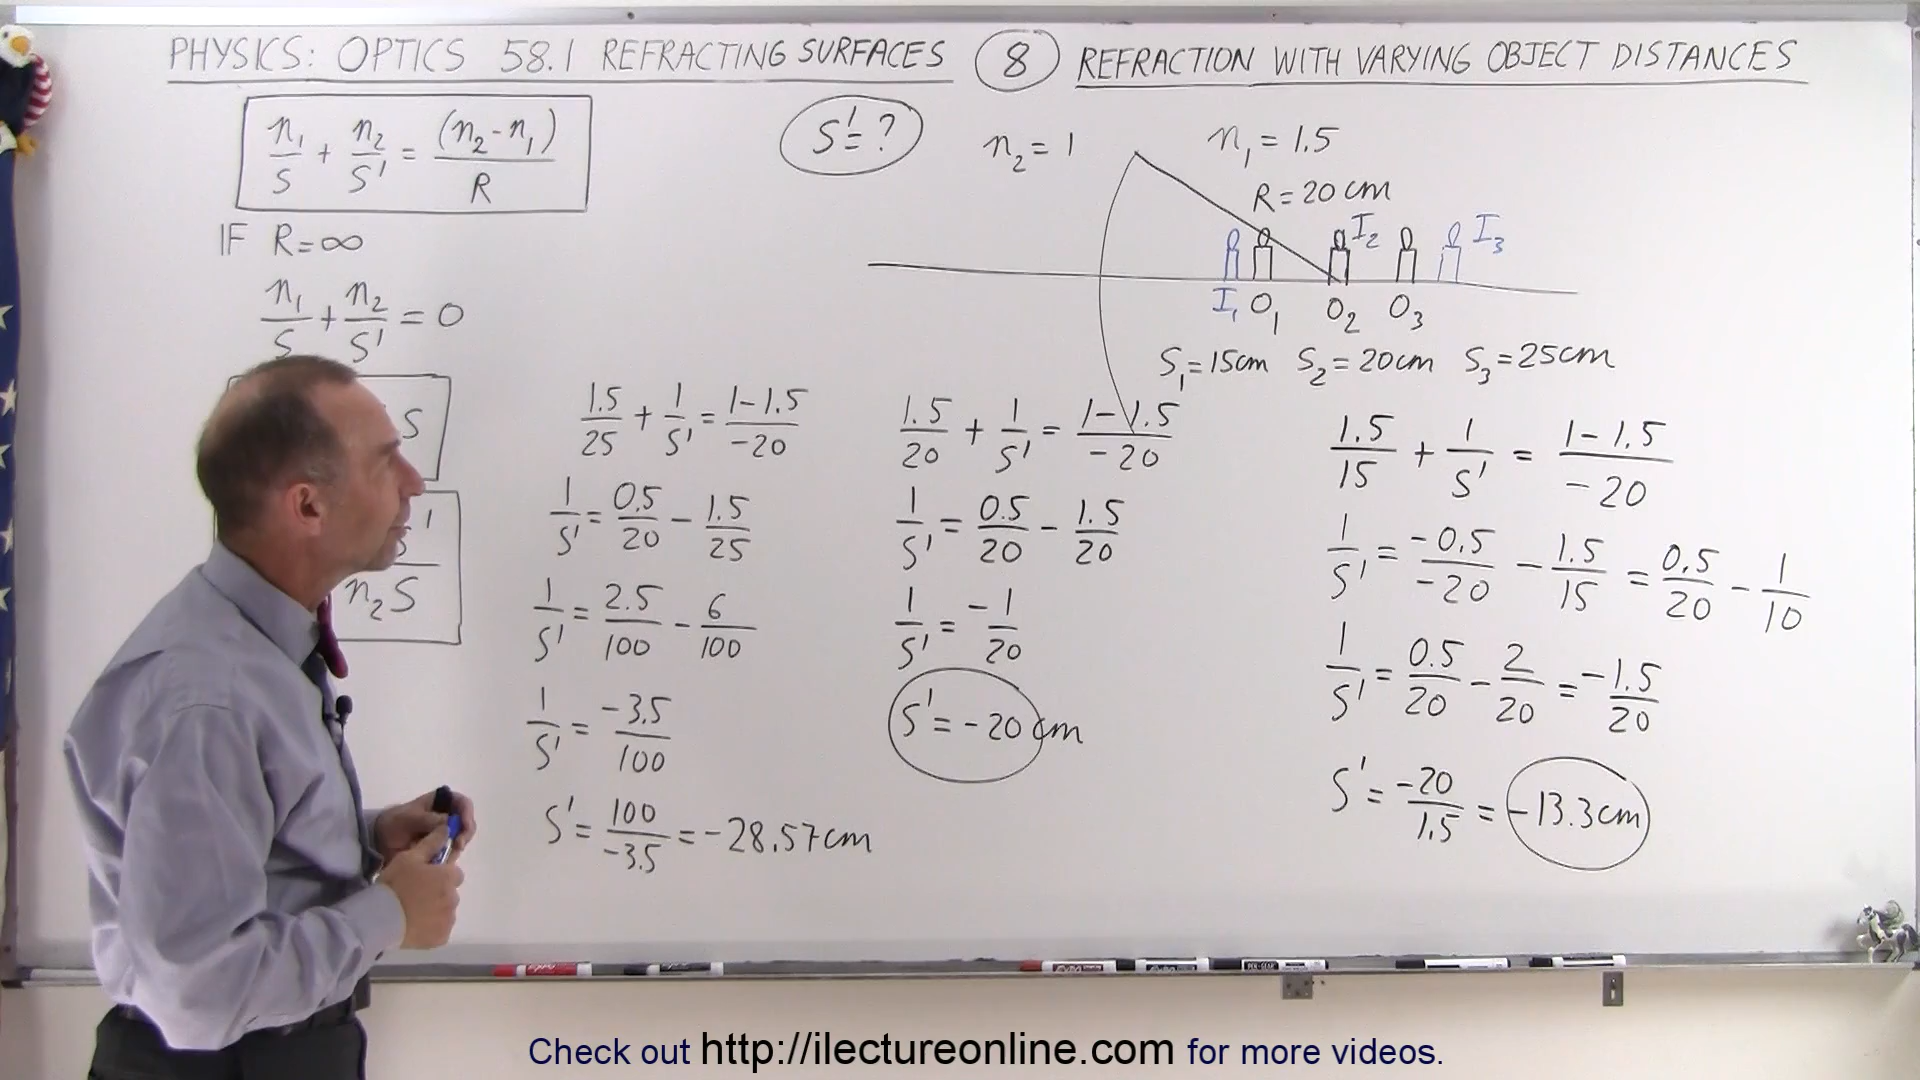 PHYSICS: OPTICS 58.1 REFRACTING SURFACES 8 REFRACTION WITH VARYING OBJECT DISTANCES
n₁/S + n₂/S' = (n₂-n₁)/R
IF R=∞
n₁/S + n₂/S' = 0
S
n₂S
S'=?
n₂=1
n₁=1.5
R=20cm
I₂
I₃
I₁ O₁ O₂ O₃
S₁=15cm S₂=20cm S₃=25cm
1.5/25 + 1/S' = 1-1.5/-20
1/S' = 0.5/20 - 1.5/25
1/S' = 2.5/100 - 6/100
1/S' = -3.5/100
S' = 100/-3.5 = -28.57cm
1.5/20 + 1/S' = 1-1.5/-20
1/S' = 0.5/20 - 1.5/20
1/S' = -1/20
S' = -20cm
1.5/15 + 1/S' = 1-1.5/-20
1/S' = -0.5/-20 - 1.5/15 = 0.5/20 - 1/10
1/S' = 0.5/20 - 2/20 = -1.5/20
S' = -20/1.5 = -13.3cm
Check out http://ilectureonline.com for more videos.